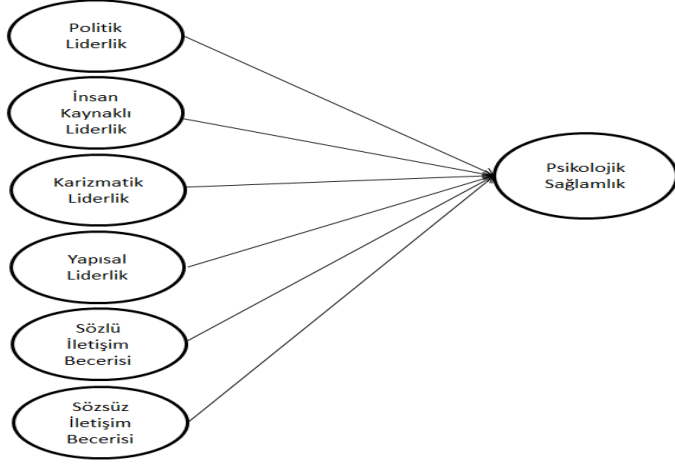 Politik
Liderlik
İnsan
Kaynaklı
Liderlik
Karizmatik
Liderlik
Yapısal
Liderlik
Sözlü
İletişim
Becerisi
Sözsüz
İletişim
Becerisi
Psikolojik
Sağlamlık